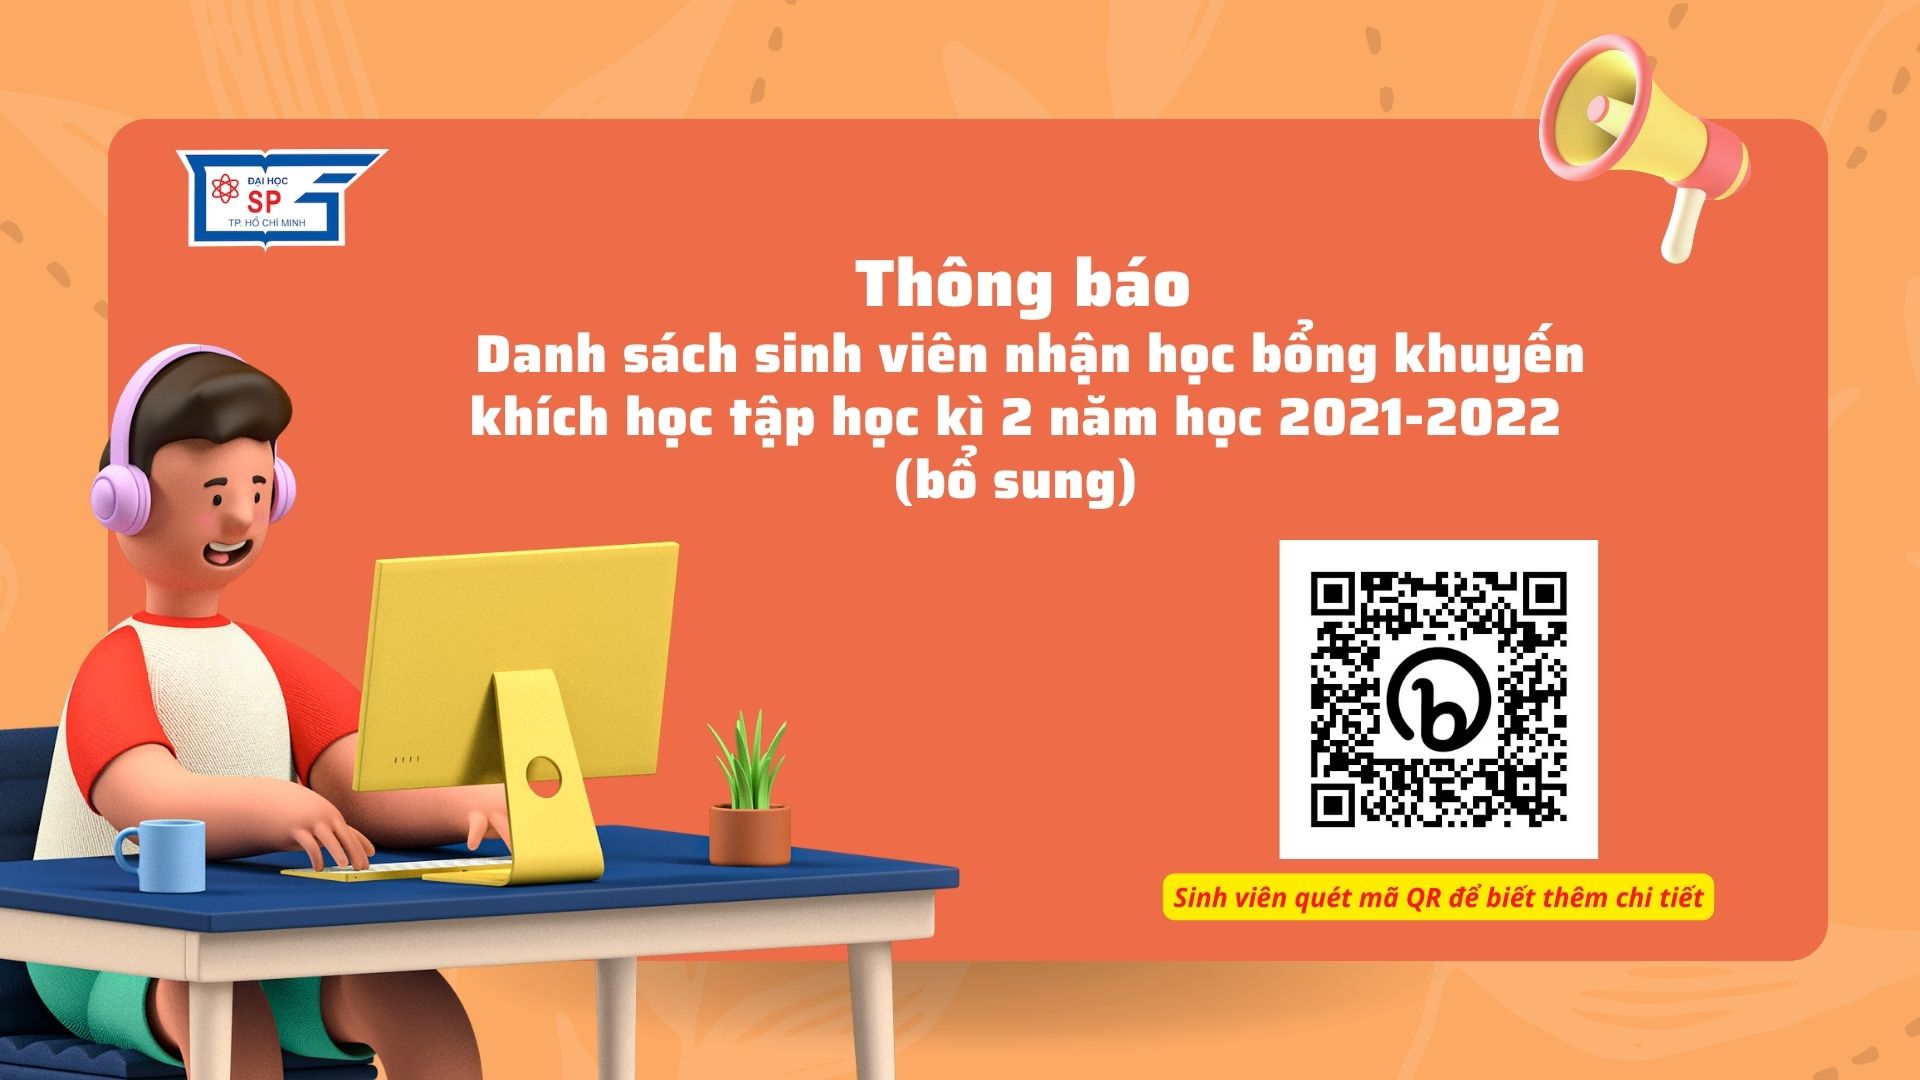 ĐẠI HỌC
SP
TP. HỒ CHÍ MINH
Thông báo
Danh sách sinh viên nhận học bổng khuyến
khích học tập học kì 2 năm học 2021-2022
(bổ sung)
b
Sinh viên quét mã QR để biết thêm chi tiết